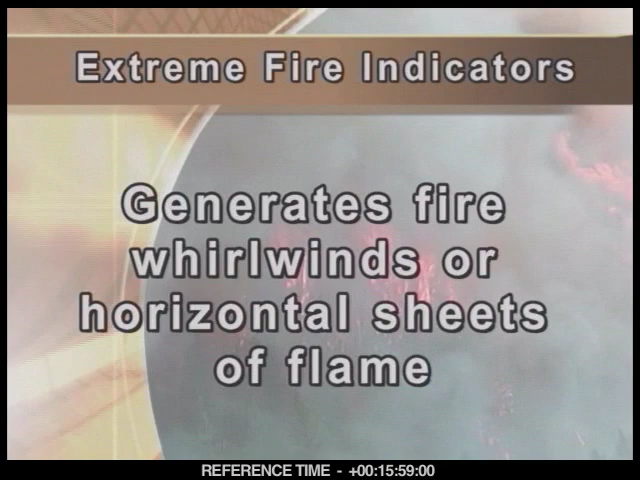 Extreme Fire Indicators
Generates fire
whirlwinds or
horizontal sheets
of flame
REFERENCE TIME - +00:15:59:00